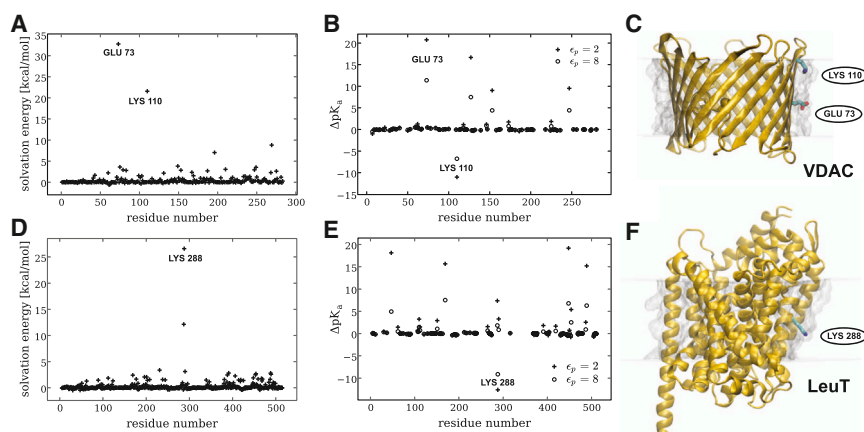 A
solvation energy [kcal/mol]
35
30
25
20
15
10
5
0
GLU 73
LYS 110
0 50 100 150 200 250 300
residue number
B
ΔpKa
20
15
10
5
0
−5
−10
−15
GLU 73
LYS 110
+ ϵp = 2
○ ϵp = 8
0 50 100 150 200 250
residue number
C
LYS 110
GLU 73
VDAC
D
solvation energy [kcal/mol]
25
20
15
10
5
0
LYS 288
0 100 200 300 400 500
residue number
E
ΔpKa
20
15
10
5
0
−5
−10
LYS 288
+ ϵp = 2
○ ϵp = 8
0 100 200 300 400 500
residue number
F
LYS 288
LeuT